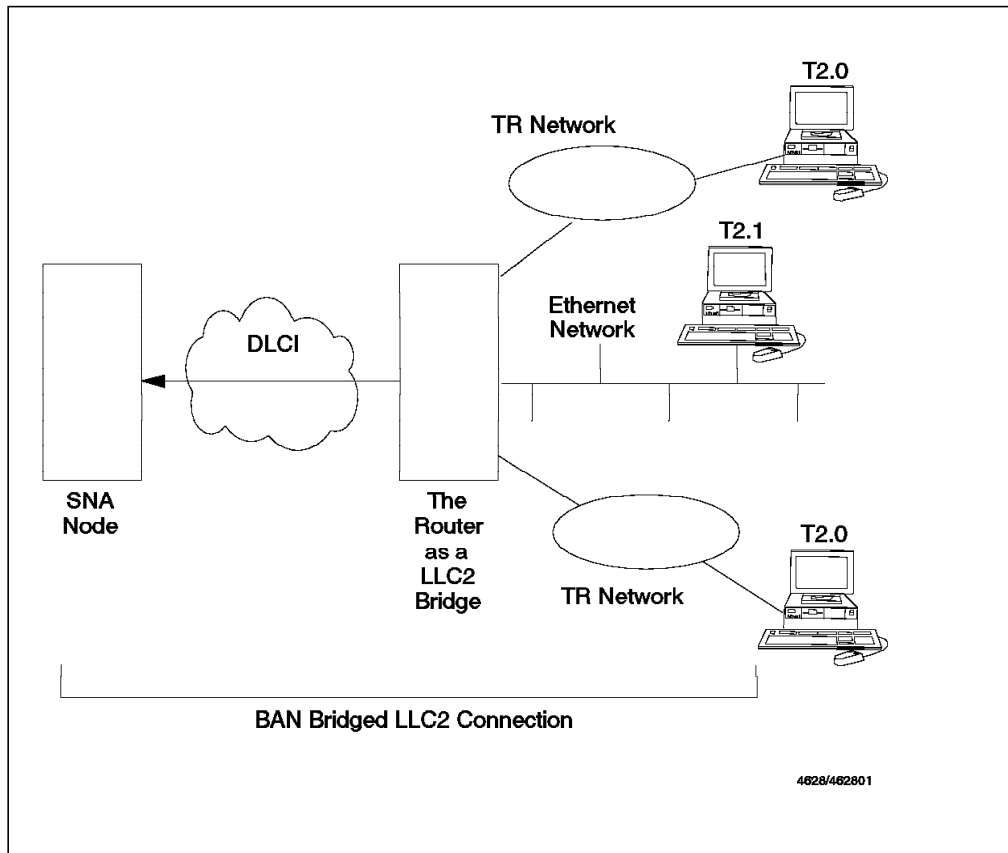 T2.0
TR Network
T2.1
Ethernet
Network
DLCI
SNA
Node
The
Router
as a
LLC2
Bridge
T2.0
TR Network
BAN Bridged LLC2 Connection
4628/462801